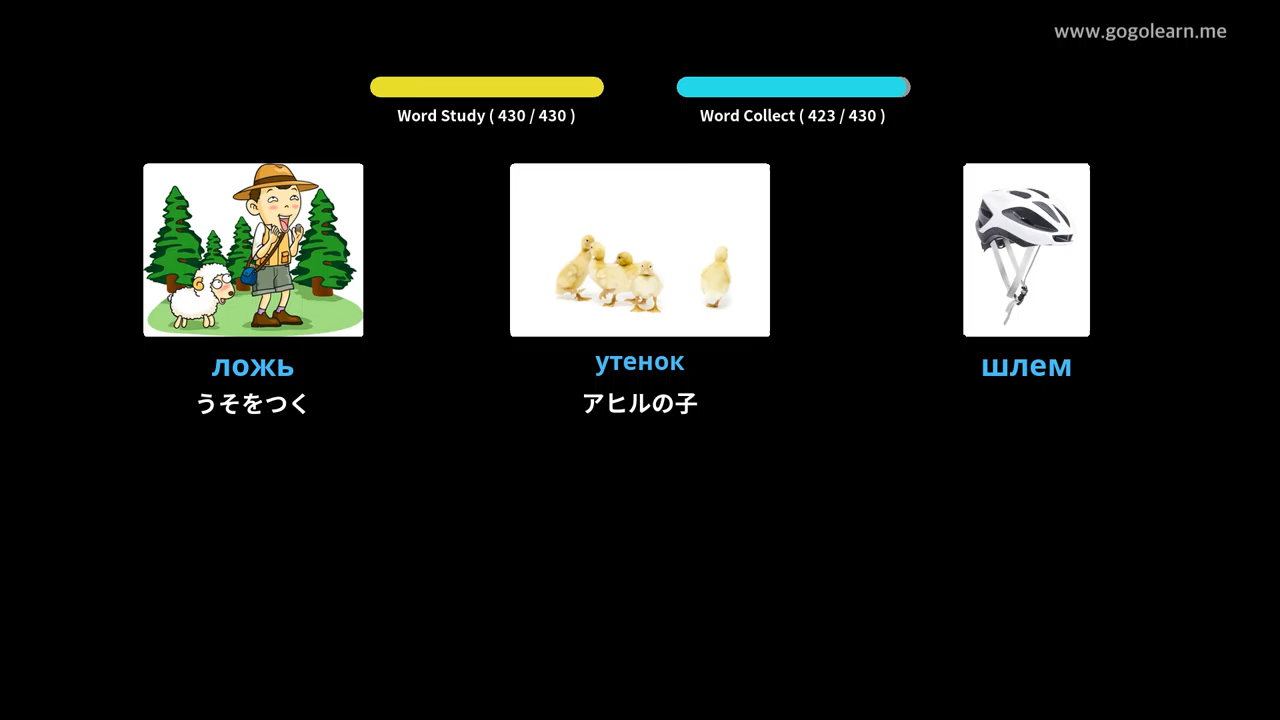 www.gogolearn.me
Word Study ( 430 / 430 )
Word Collect ( 423 / 430 )
ложь
うそをつく
утенок
アヒルの子
шлем